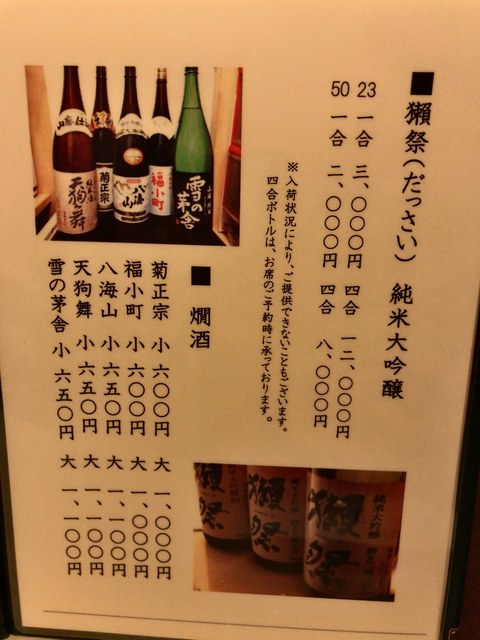 ■獺祭(だっさい) 純米大吟醸
23 一合 三、〇〇〇円 四合 一二、〇〇〇円
50 一合 二、〇〇〇円 四合 八、〇〇〇円
※入荷状況により、ご提供できないこともございます。
四合ボトルは、お席のご予約時に承っております。
■燗酒
菊正宗 小 六〇〇円 大 一、〇〇〇円
福小町 小 六〇〇円 大 一、〇〇〇円
八海山 小 六五〇円 大 一、一〇〇円
天狗舞 小 六五〇円 大 一、一〇〇円
雪の茅舎 小 六五〇円 大 一、一〇〇円
天狗舞
菊正宗
八海山
福小町
雪の茅舎
獺祭
獺祭
純米大吟醸
獺祭